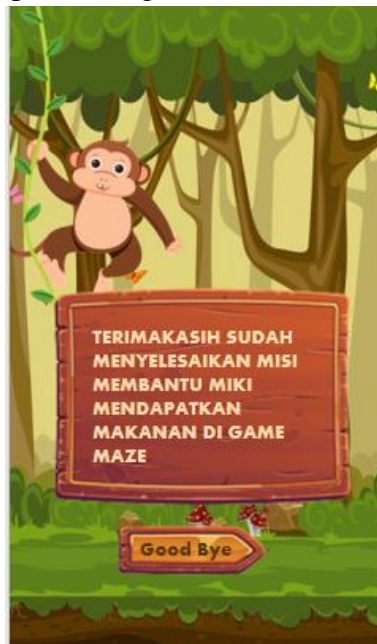 TERIMAKASIH SUDAH
MENYELESAIKAN MISI
MEMBANTU MIKI
MENDAPATKAN
MAKANAN DI GAME
MAZE
Good Bye